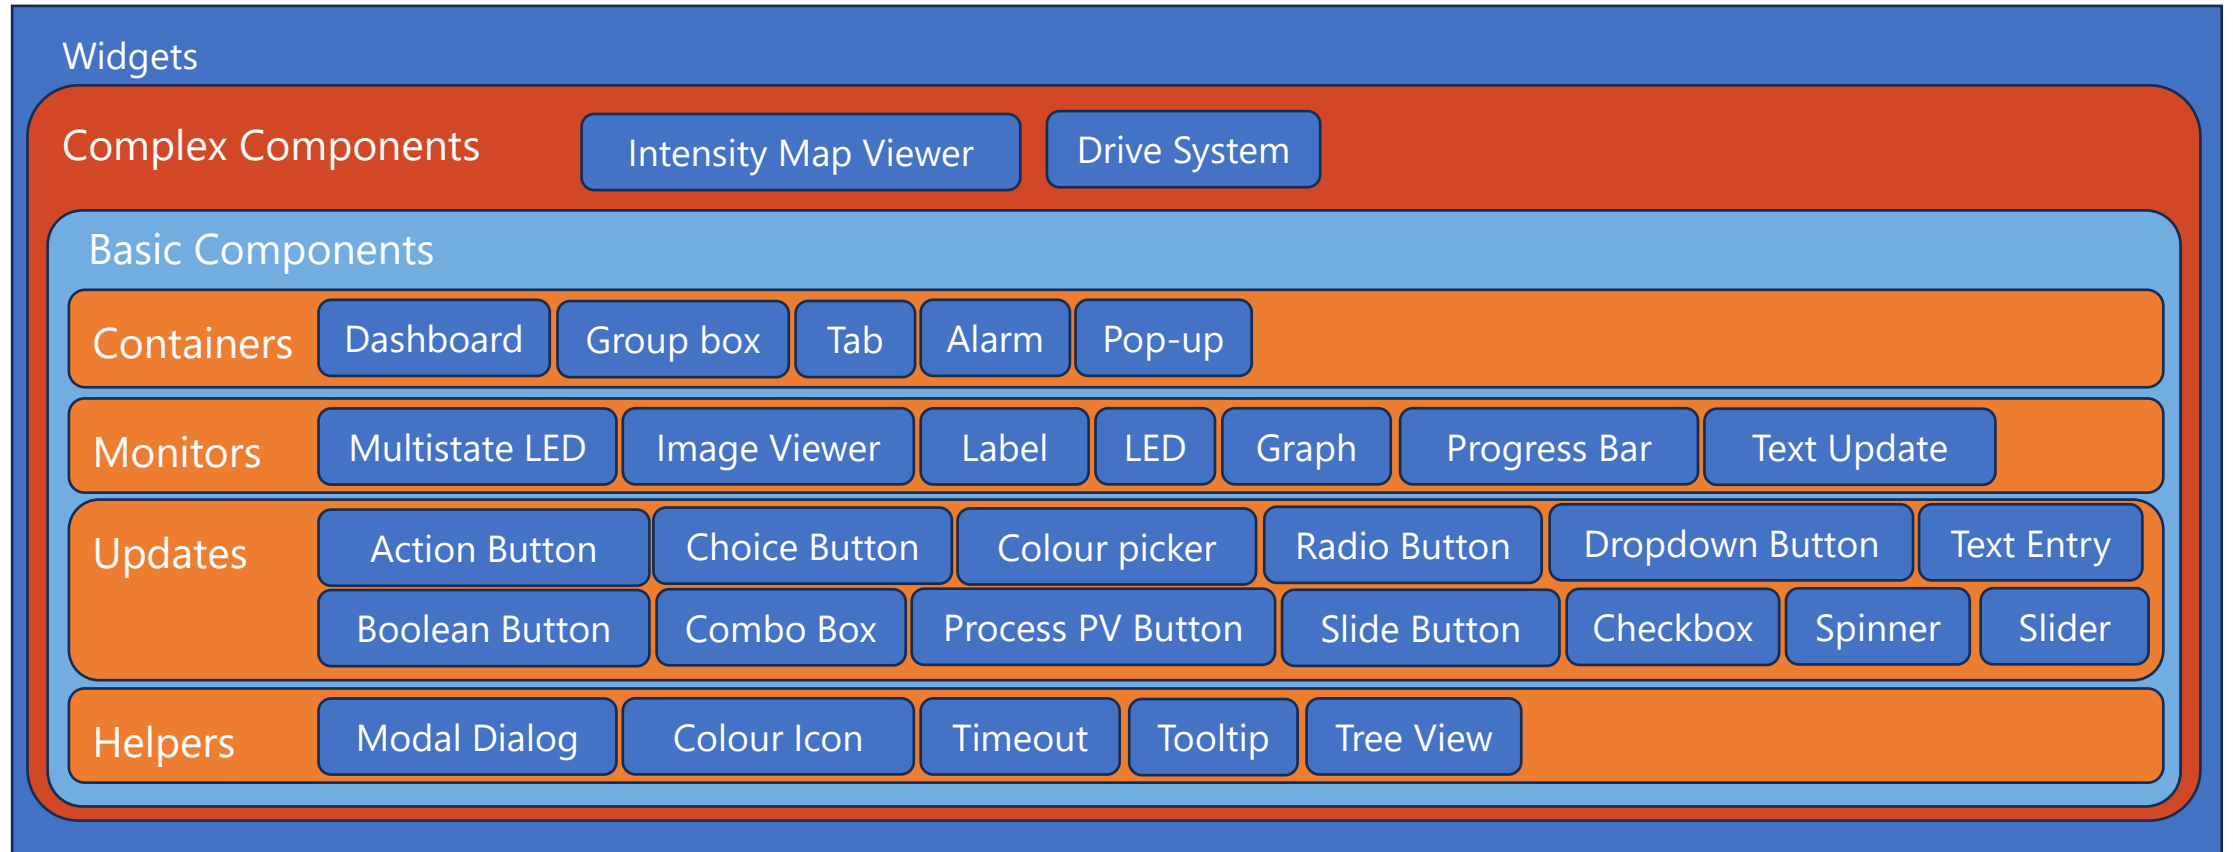 Widgets
Complex Components Intensity Map Viewer Drive System
Basic Components
Containers Dashboard Group box Tab Alarm Pop-up
Monitors Multistate LED Image Viewer Label LED Graph Progress Bar Text Update
Updates Action Button Choice Button Colour picker Radio Button Dropdown Button Text Entry
Boolean Button Combo Box Process PV Button Slide Button Checkbox Spinner Slider
Helpers Modal Dialog Colour Icon Timeout Tooltip Tree View